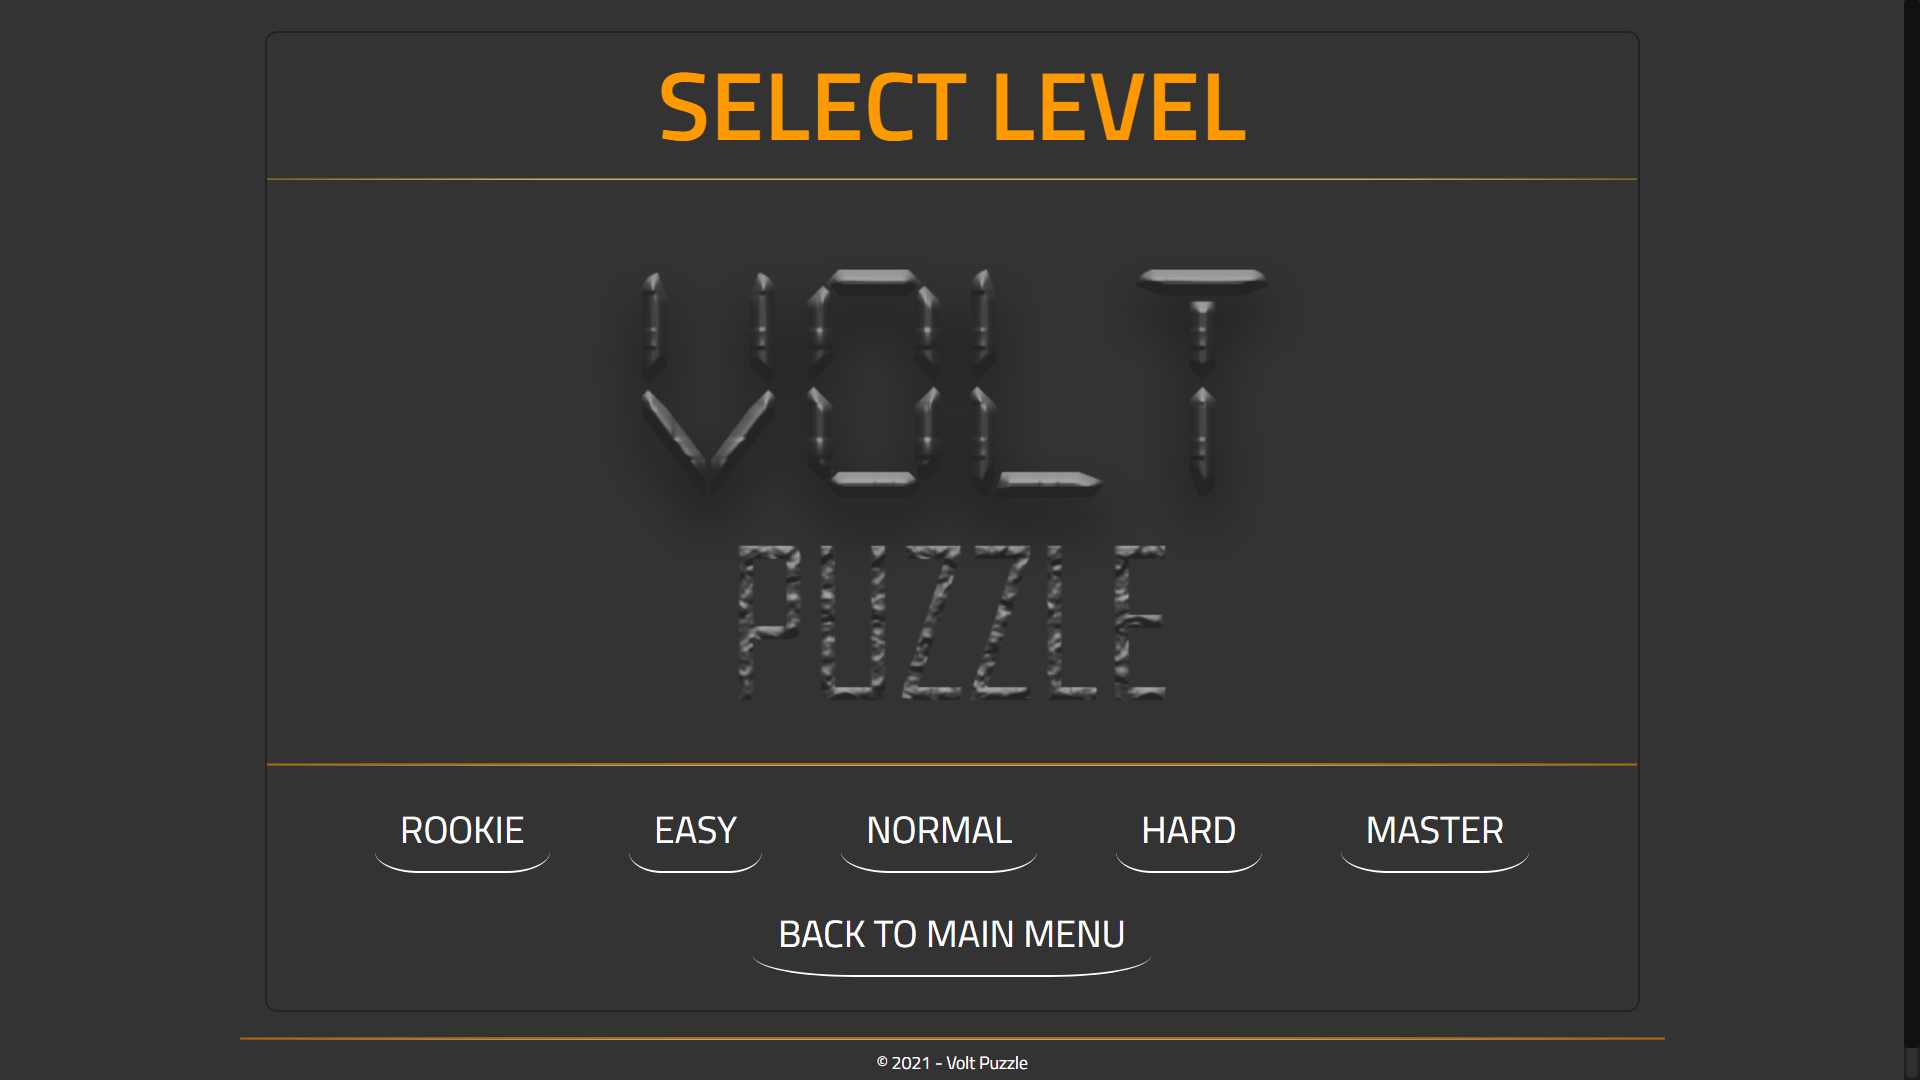 SELECT LEVEL
VOLT
PUZZLE
ROOKIE EASY NORMAL HARD MASTER
BACK TO MAIN MENU
© 2021 - Volt Puzzle